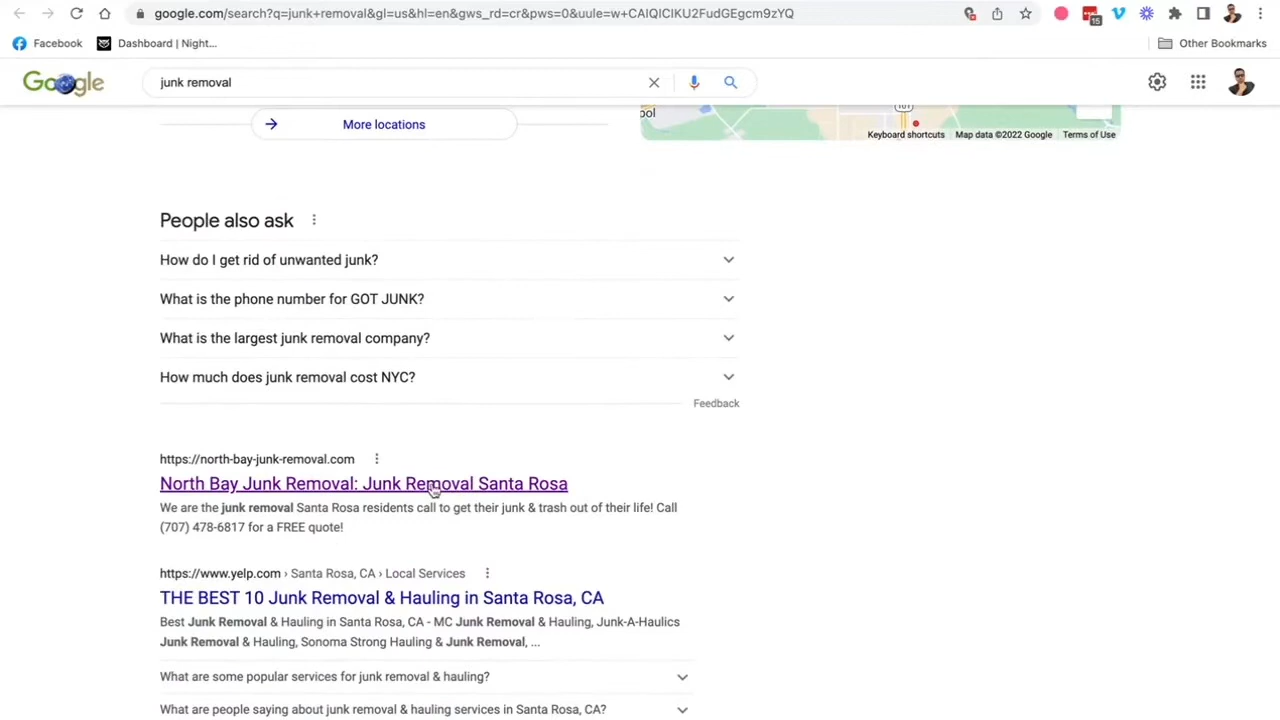 google.com/search?q=junk+removal&gl=us&hl=en&gws_rd=cr&pws=0&uule=w+CAIQICIKU2FudGEgcm9zYQ
15
Facebook
Dashboard | Night...
Other Bookmarks
Google
junk removal
More locations
ool
101
Keyboard shortcuts
Map data ©2022 Google
Terms of Use
People also ask
How do I get rid of unwanted junk?
What is the phone number for GOT JUNK?
What is the largest junk removal company?
How much does junk removal cost NYC?
Feedback
https://north-bay-junk-removal.com
North Bay Junk Removal: Junk Removal Santa Rosa
We are the junk removal Santa Rosa residents call to get their junk & trash out of their life! Call
(707) 478-6817 for a FREE quote!
https://www.yelp.com › Santa Rosa, CA › Local Services
THE BEST 10 Junk Removal & Hauling in Santa Rosa, CA
Best Junk Removal & Hauling in Santa Rosa, CA - MC Junk Removal & Hauling, Junk-A-Haulics
Junk Removal & Hauling, Sonoma Strong Hauling & Junk Removal, ...
What are some popular services for junk removal & hauling?
What are people saying about junk removal & hauling services in Santa Rosa, CA?